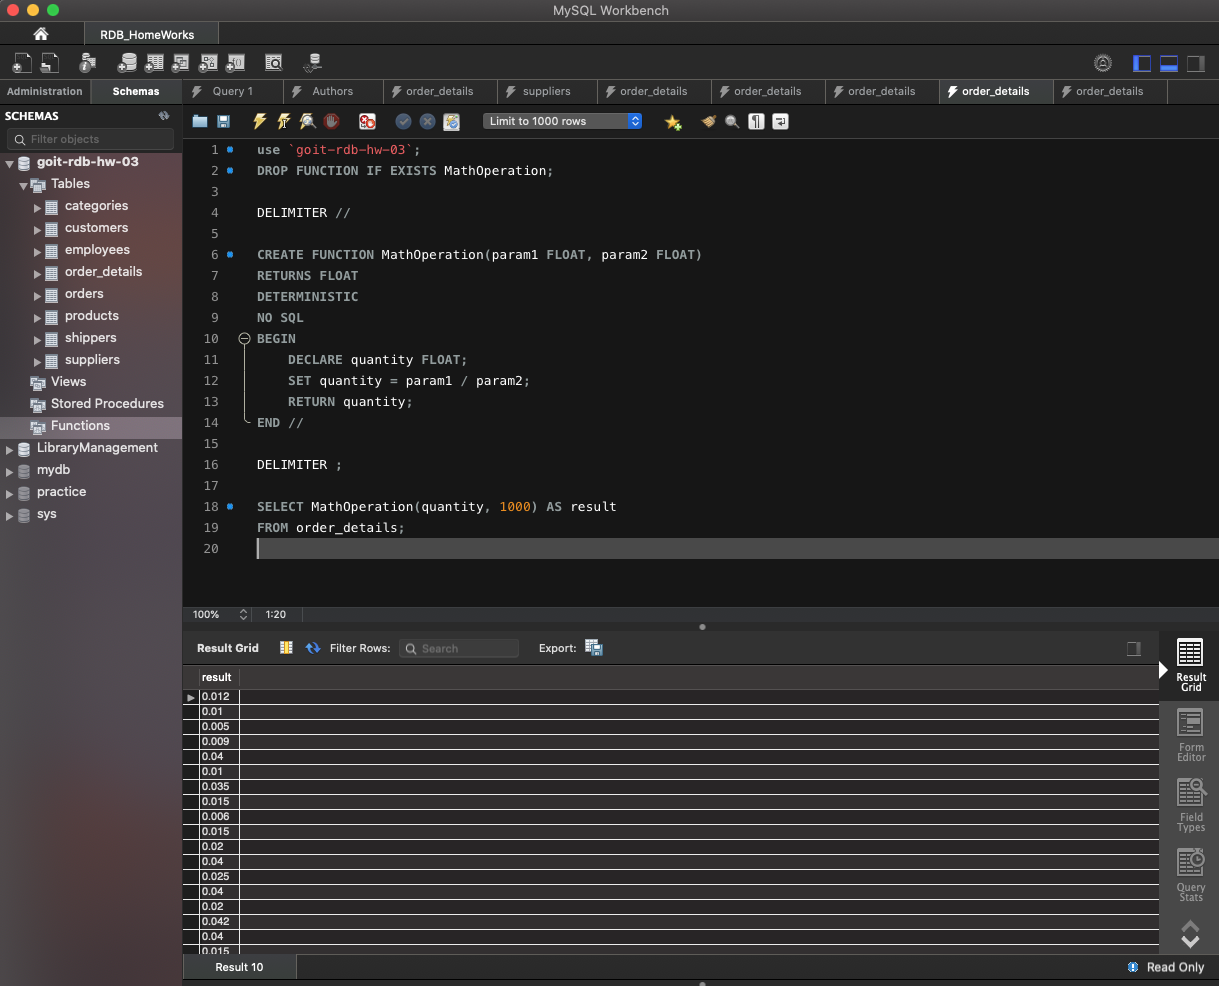 MySQL Workbench
RDB_HomeWorks
Administration
Schemas
Query 1
Authors
order_details
suppliers
order_details
order_details
order_details
order_details
order_details
SCHEMAS
Filter objects
goit-rdb-hw-03
Tables
categories
customers
employees
order_details
orders
products
shippers
suppliers
Views
Stored Procedures
Functions
LibraryManagement
mydb
practice
sys
Limit to 1000 rows
1 use `goit-rdb-hw-03`;
2 DROP FUNCTION IF EXISTS MathOperation;
3
4 DELIMITER //
5
6 CREATE FUNCTION MathOperation(param1 FLOAT, param2 FLOAT)
7 RETURNS FLOAT
8 DETERMINISTIC
9 NO SQL
10 BEGIN
11 DECLARE quantity FLOAT;
12 SET quantity = param1 / param2;
13 RETURN quantity;
14 END //
15
16 DELIMITER ;
17
18 SELECT MathOperation(quantity, 1000) AS result
19 FROM order_details;
20
100% 1:20
Result Grid Filter Rows: Search Export:
result
0.012
0.01
0.005
0.009
0.04
0.01
0.035
0.015
0.006
0.015
0.02
0.04
0.025
0.04
0.02
0.042
0.04
0.015
Result
Grid
Form
Editor
Field
Types
Query
Stats
Result 10
Read Only